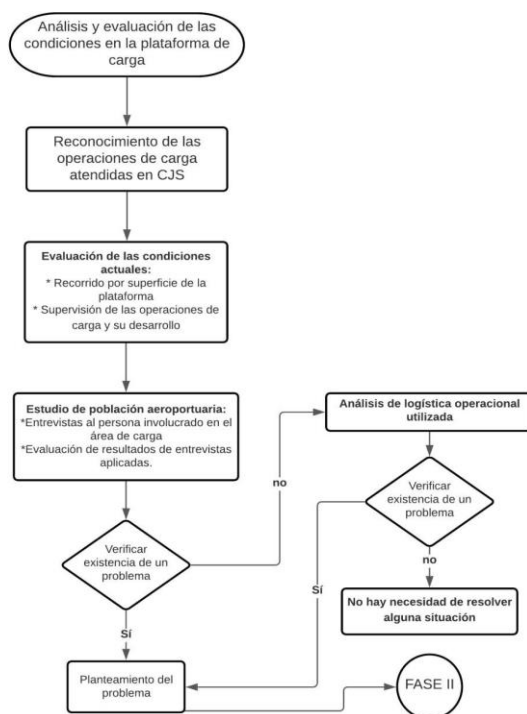 Análisis y evaluación de las
condiciones en la plataforma de
carga
Reconocimiento de las
operaciones de carga
atendidas en CJS
Evaluación de las condiciones
actuales:
* Recorrido por superficie de la
plataforma
* Supervisión de las operaciones de
carga y su desarrollo
Estudio de población aeroportuaria:
*Entrevistas al persona involucrado en el
área de carga
*Evaluación de resultados de entrevistas
aplicadas.
Verificar
existencia de un
problema
no
Sí
Análisis de logística operacional
utilizada
Verificar
existencia de un
problema
no
Sí
No hay necesidad de resolver
alguna situación
Planteamiento del
problema
FASE II